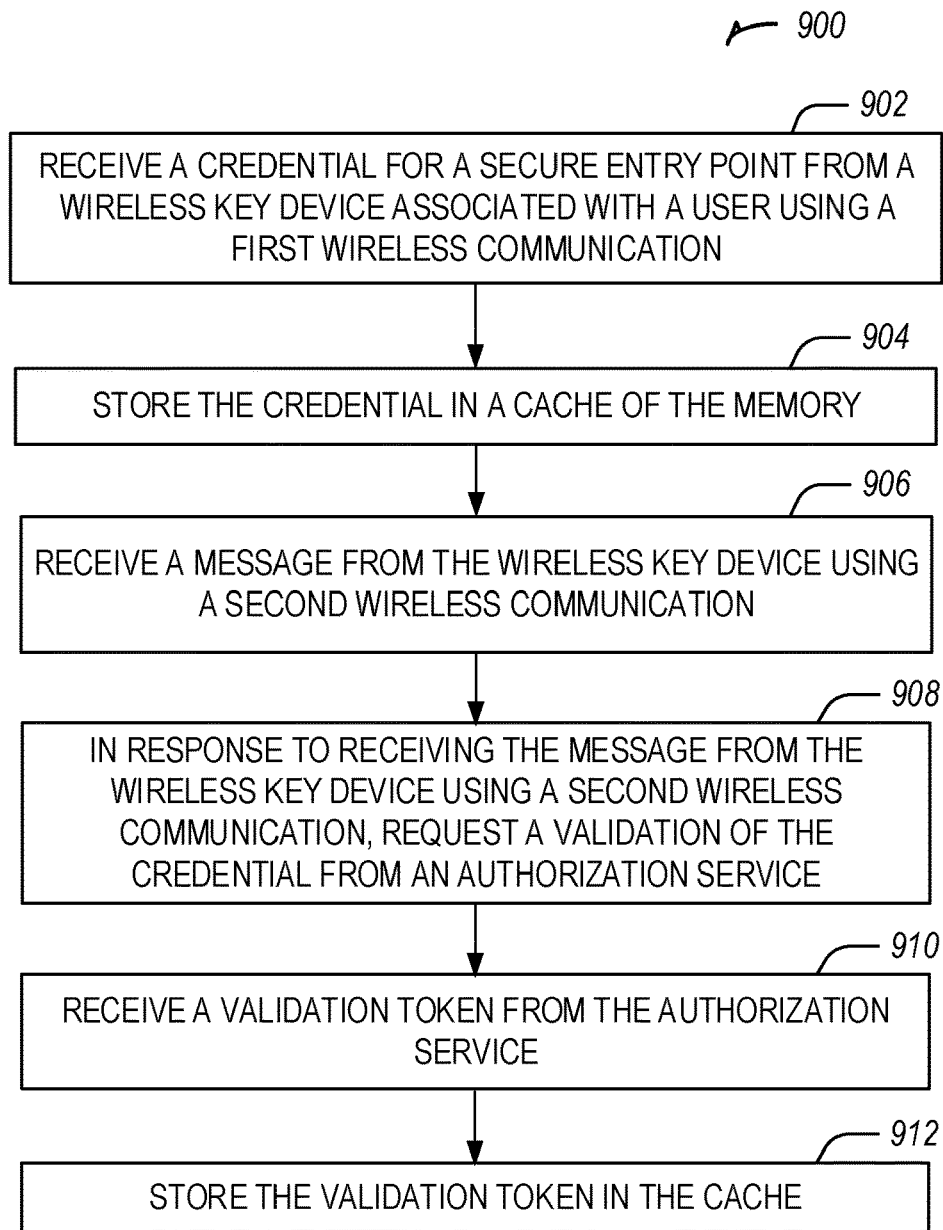 900
902
RECEIVE A CREDENTIAL FOR A SECURE ENTRY POINT FROM A
WIRELESS KEY DEVICE ASSOCIATED WITH A USER USING A
FIRST WIRELESS COMMUNICATION
904
STORE THE CREDENTIAL IN A CACHE OF THE MEMORY
906
RECEIVE A MESSAGE FROM THE WIRELESS KEY DEVICE USING
A SECOND WIRELESS COMMUNICATION
908
IN RESPONSE TO RECEIVING THE MESSAGE FROM THE
WIRELESS KEY DEVICE USING A SECOND WIRELESS
COMMUNICATION, REQUEST A VALIDATION OF THE
CREDENTIAL FROM AN AUTHORIZATION SERVICE
910
RECEIVE A VALIDATION TOKEN FROM THE AUTHORIZATION
SERVICE
912
STORE THE VALIDATION TOKEN IN THE CACHE